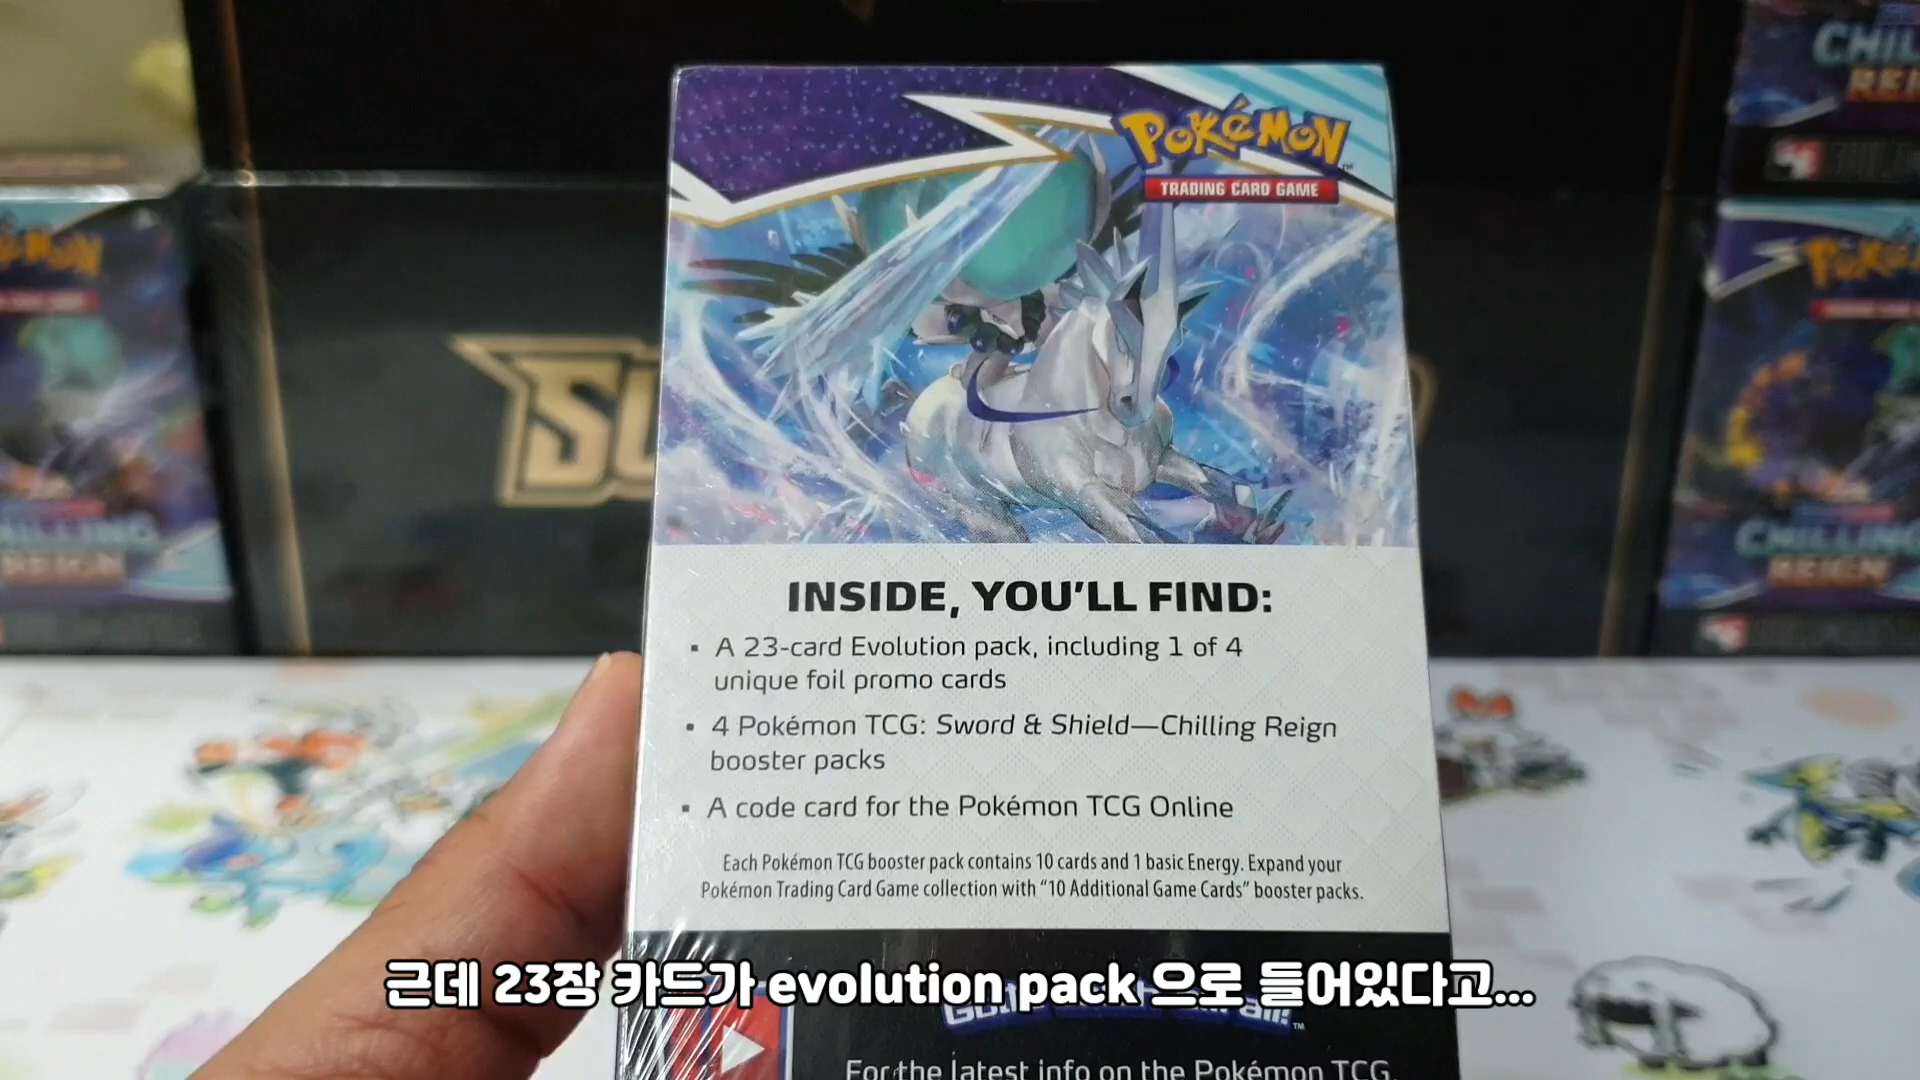 POKéMON
TRADING CARD GAME
INSIDE, YOU'LL FIND:
▪ A 23-card Evolution pack, including 1 of 4
unique foil promo cards
▪ 4 Pokémon TCG: Sword & Shield—Chilling Reign
booster packs
▪ A code card for the Pokémon TCG Online
Each Pokémon TCG booster pack contains 10 cards and 1 basic Energy. Expand your
Pokémon Trading Card Game collection with “10 Additional Game Cards” booster packs.
근데 23장 카드가 evolution pack 으로 들어있다고...
For the latest info on the Pokémon TCG,
CHILLING
REIGN
CHILLING
REIGN